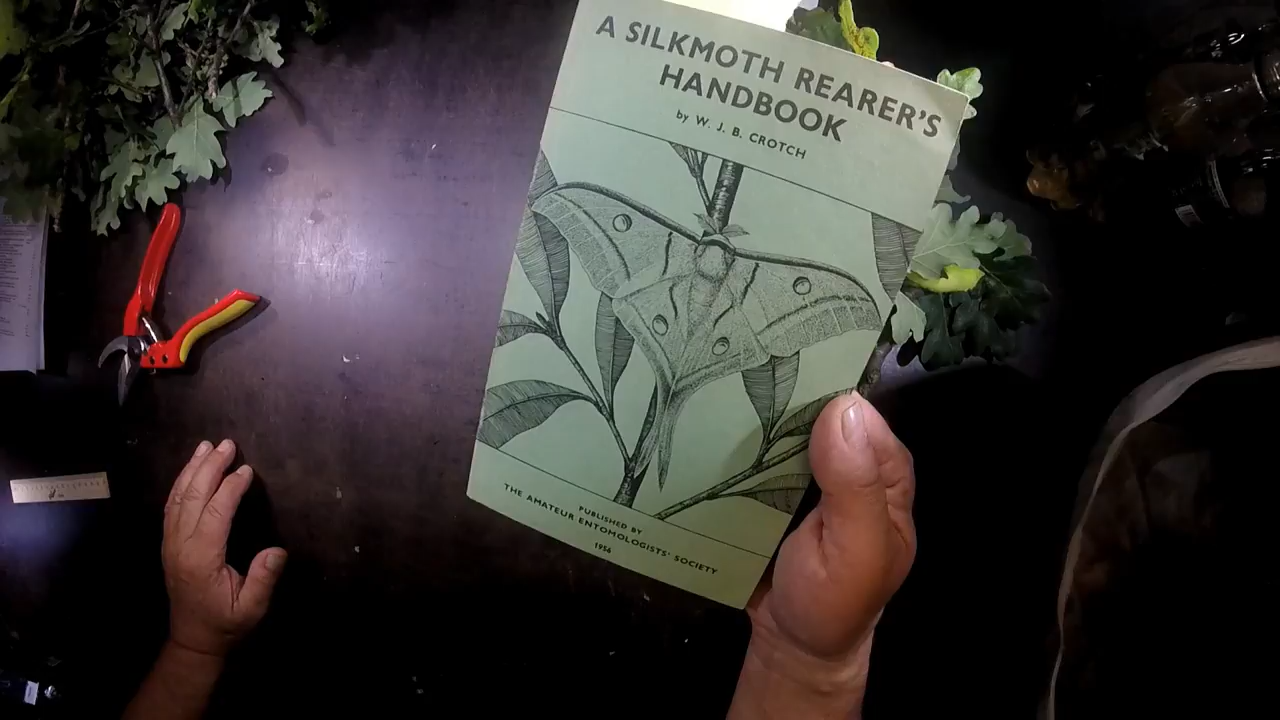 A SILKMOTH REARER'S
HANDBOOK
by W. J. B. CROTCH
PUBLISHED BY
THE AMATEUR ENTOMOLOGISTS' SOCIETY
1956